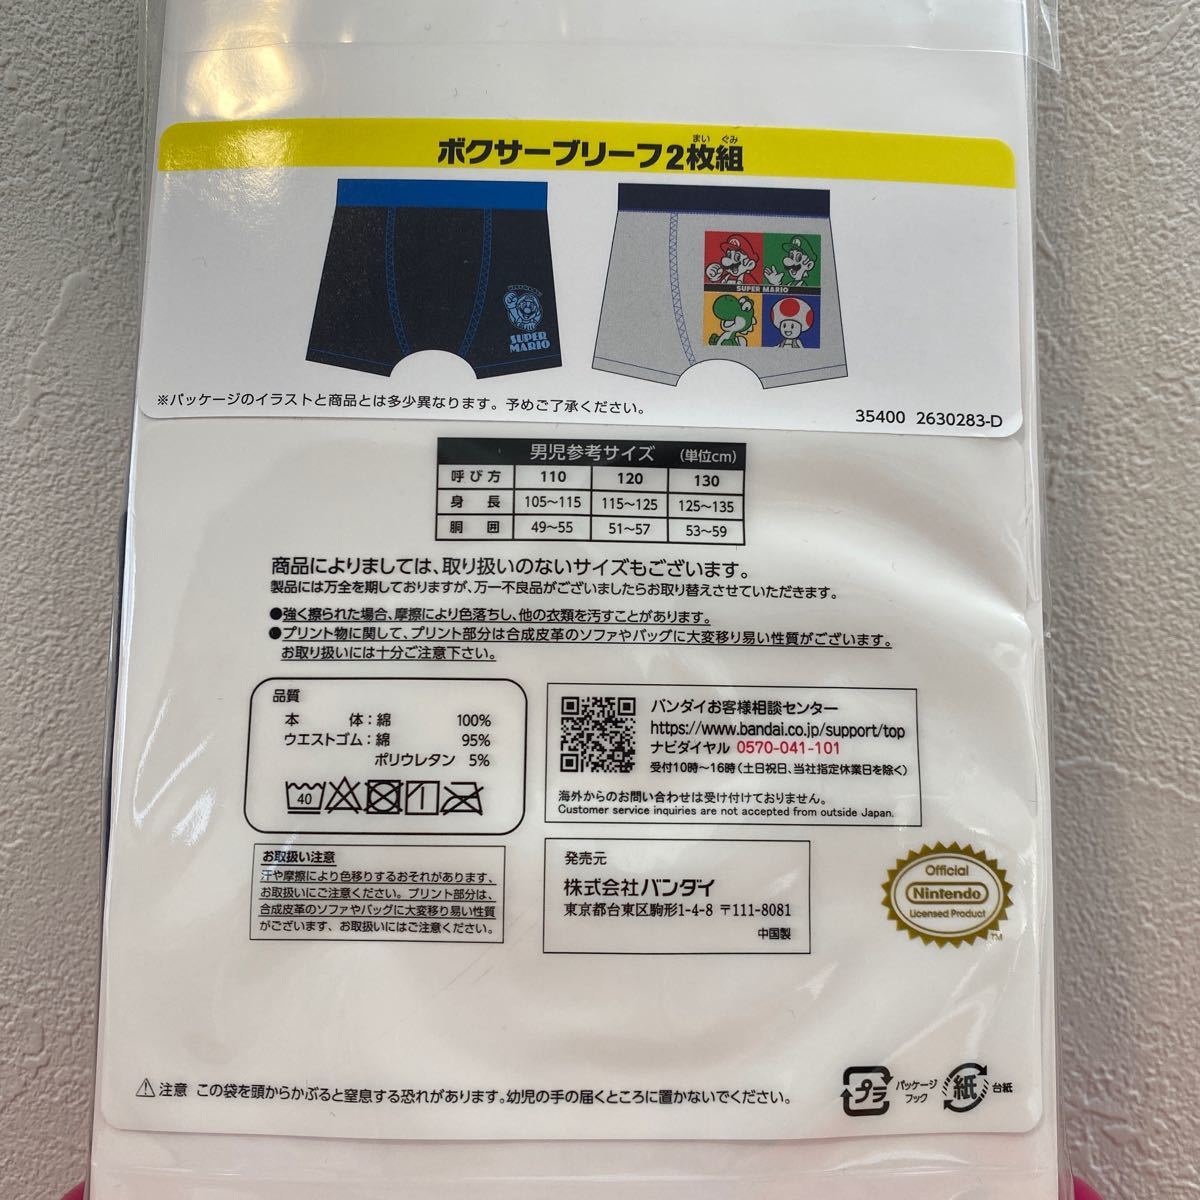 ボクサーブリーフ2枚組
まい ぐみ
SUPER MARIO
SUPER
MARIO
※パッケージのイラストと商品とは多少異なります。予めご了承ください。
35400 2630283-D
男児参考サイズ (単位cm)
呼び方 110 120 130
身長 105〜115 115〜125 125〜135
胴囲 49〜55 51〜57 53〜59
商品によりましては、取り扱いのないサイズもございます。
製品には万全を期しておりますが、万一不良品がございましたらお取り替えさせていただきます。
●強く擦られた場合、摩擦により色落ちし、他の衣類を汚すことがあります。
●プリント物に関して、プリント部分は合成皮革のソファやバッグに大変移り易い性質がございます。
お取り扱いには十分ご注意下さい。
品質
本体:綿 100%
ウエストゴム:綿 95%
ポリウレタン 5%
40
お取扱い注意
汗や摩擦により色移りするおそれがあります、
お取扱いにご注意ください。プリント部分は、
合成皮革のソファやバッグに大変移り易い性質
がございます、お取扱いにはご注意ください。
バンダイお客様相談センター
https://www.bandai.co.jp/support/top
ナビダイヤル 0570-041-101
受付10時〜16時(土日祝日、当社指定休業日を除く)
海外からのお問い合わせは受け付けておりません。
Customer service inquiries are not accepted from outside Japan.
発売元
株式会社バンダイ
東京都台東区駒形1-4-8 〒111-8081
中国製
Official
Nintendo
Licensed Product
TM
⚠注意 この袋を頭からかぶると窒息する恐れがあります。幼児の手の届くところに置かないでください。
プラ
パッケージ
フック
紙
台紙